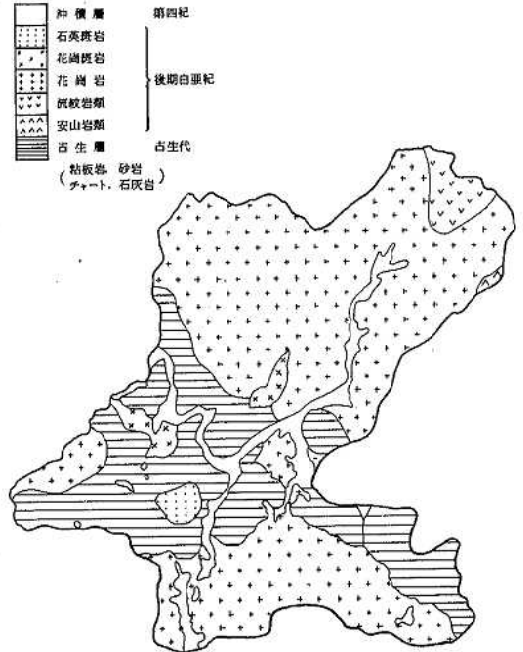 沖積層 第四紀
石英斑岩
花崗斑岩
花崗岩 後期白亜紀
流紋岩類
安山岩類
古生層 古生代
(粘板岩、砂岩
チャート、石灰岩)